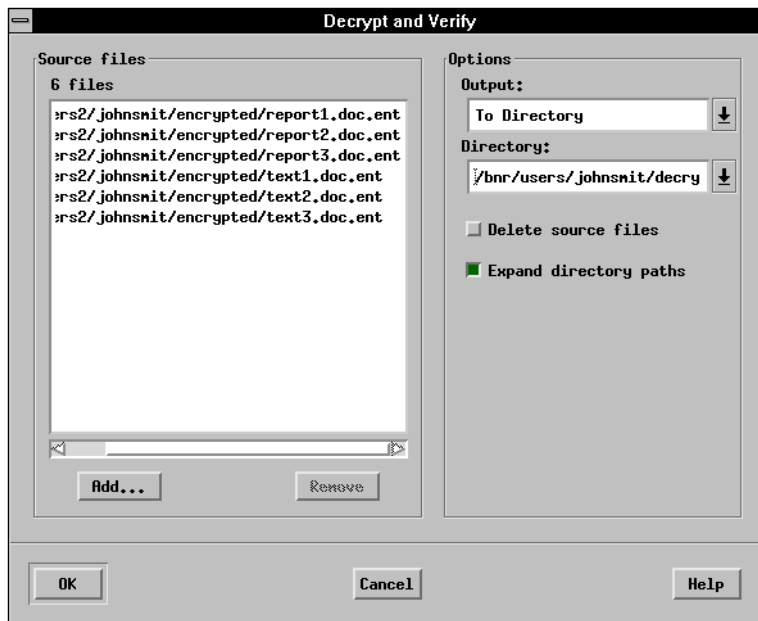 Decrypt and Verify
Source files
6 files
ers2/johnsmit/encrypted/report1.doc.ent
ers2/johnsmit/encrypted/report2.doc.ent
ers2/johnsmit/encrypted/report3.doc.ent
ers2/johnsmit/encrypted/text1.doc.ent
ers2/johnsmit/encrypted/text2.doc.ent
ers2/johnsmit/encrypted/text3.doc.ent
Add...
Remove
Options
Output:
To Directory
Directory:
/bnr/users/johnsmit/decry
Delete source files
Expand directory paths
OK
Cancel
Help